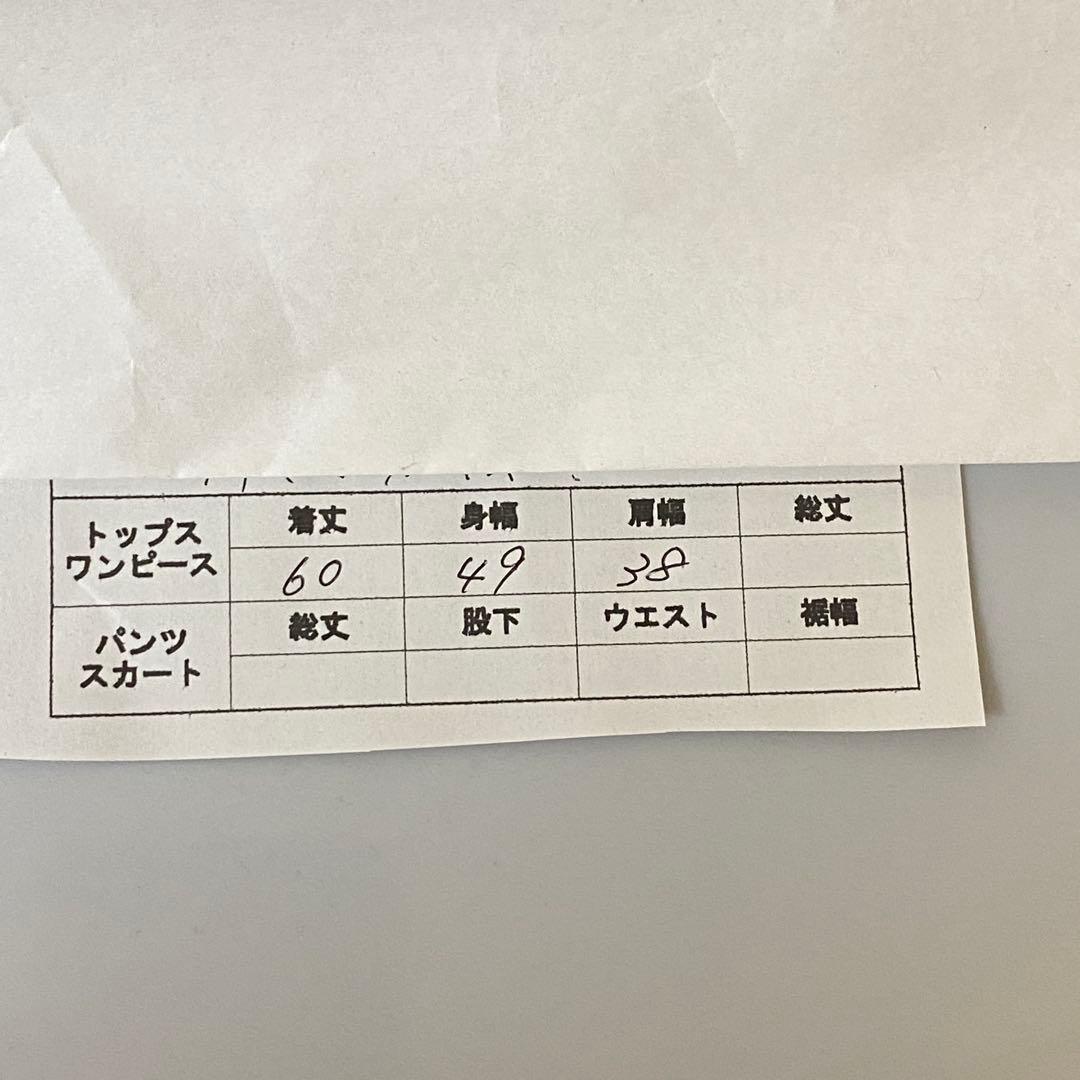 トップス
ワンピース
着丈 身幅 肩幅 総丈
60 49 38
パンツ
スカート
総丈 股下 ウエスト 裾幅